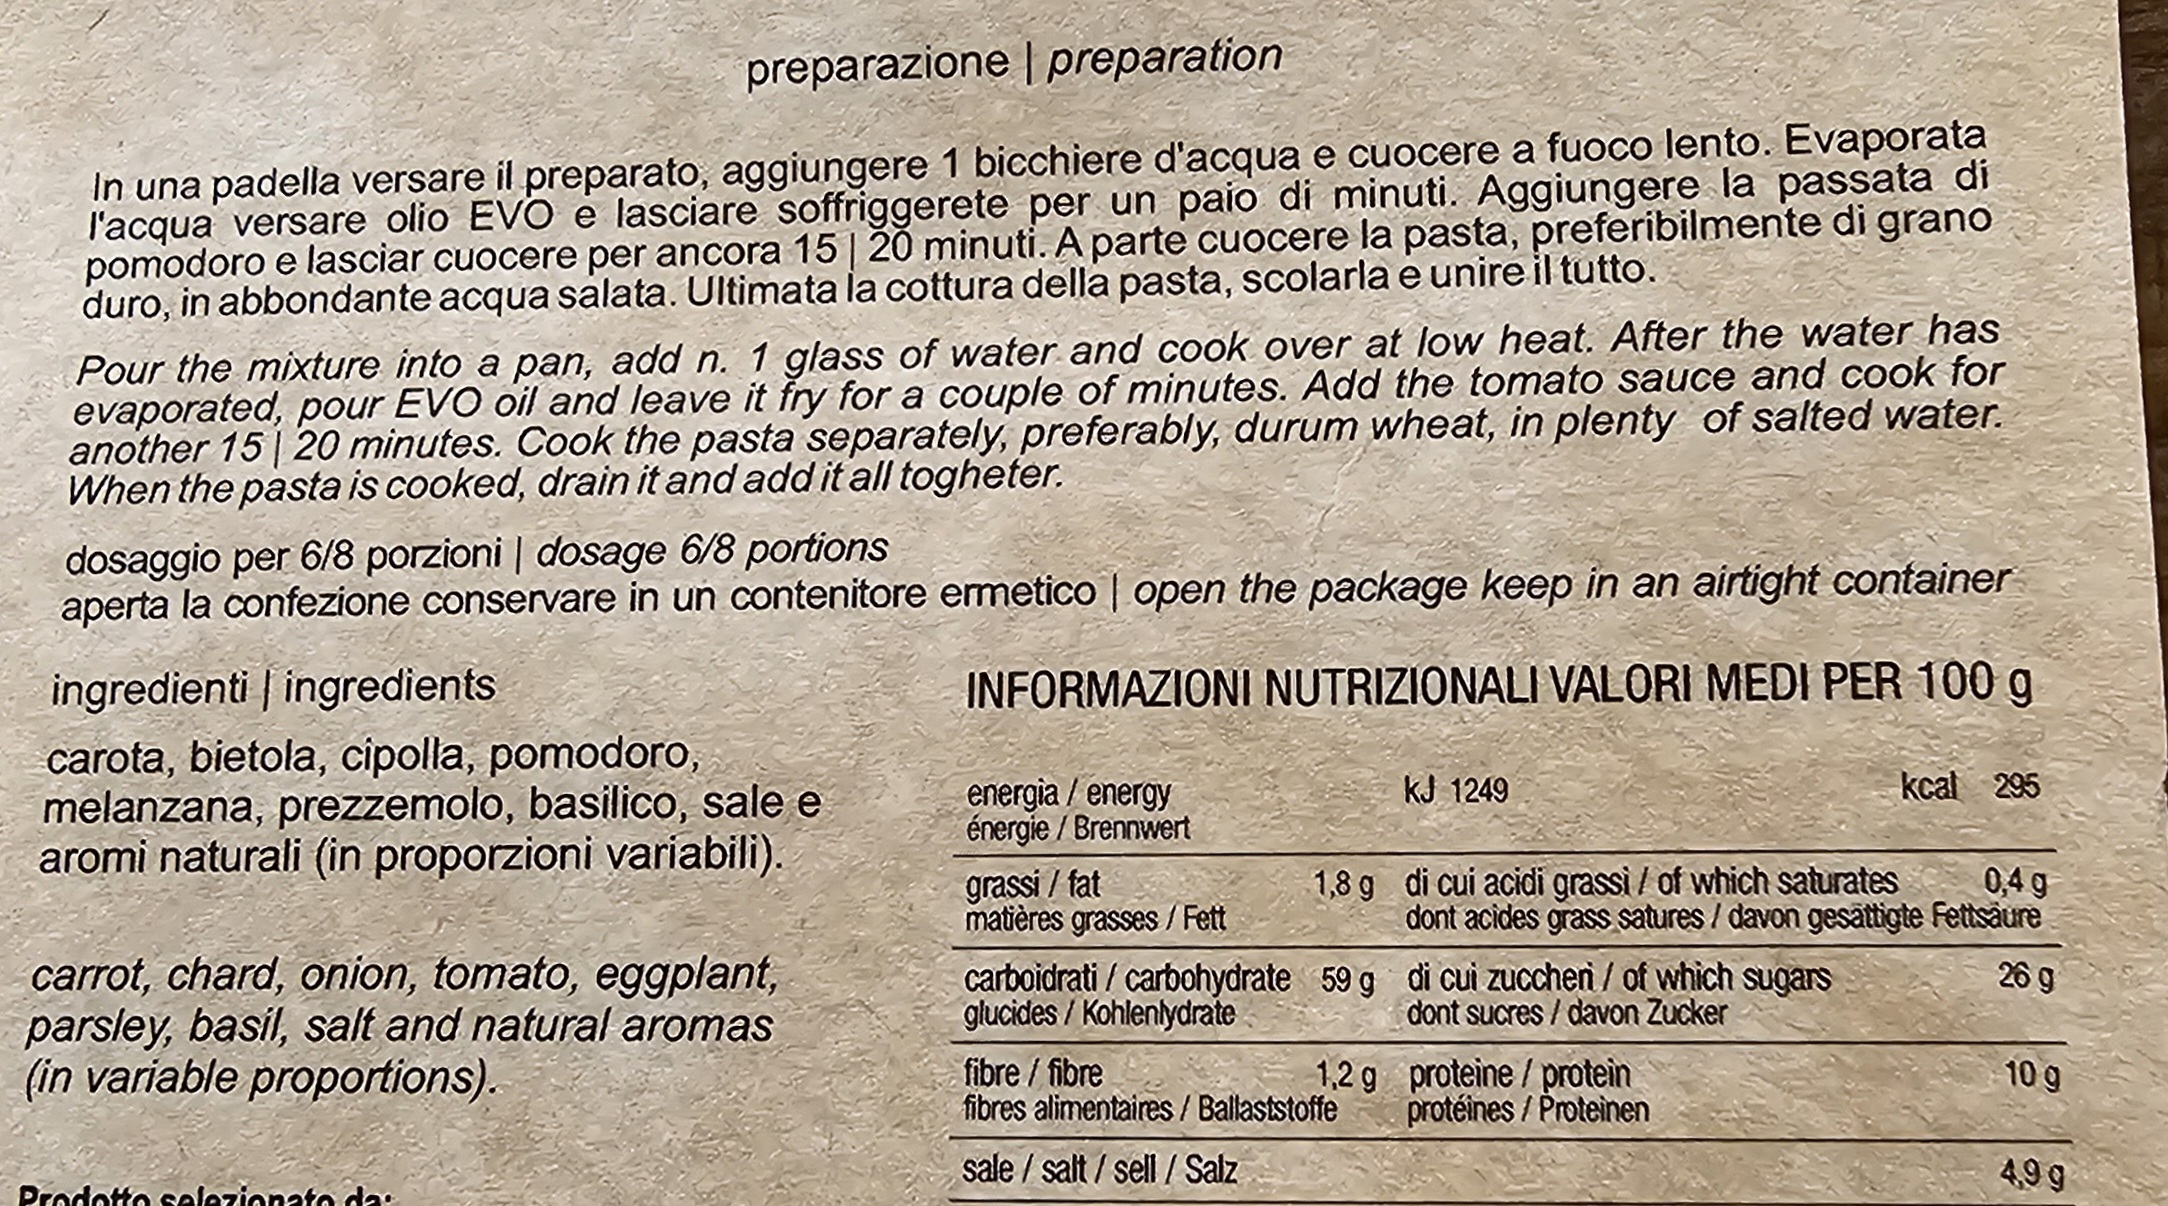 preparazione | preparation
In una padella versare il preparato, aggiungere 1 bicchiere d'acqua e cuocere a fuoco lento. Evaporata
l'acqua versare olio EVO e lasciare soffriggerete per un paio di minuti. Aggiungere la passata di
pomodoro e lasciar cuocere per ancora 15 | 20 minuti. A parte cuocere la pasta, preferibilmente di grano
duro, in abbondante acqua salata. Ultimata la cottura della pasta, scolarla e unire il tutto.
Pour the mixture into a pan, add n. 1 glass of water and cook over at low heat. After the water has
evaporated, pour EVO oil and leave it fry for a couple of minutes. Add the tomato sauce and cook for
another 15 | 20 minutes. Cook the pasta separately, preferably, durum wheat, in plenty of salted water.
When the pasta is cooked, drain it and add it all togheter.
dosaggio per 6/8 porzioni | dosage 6/8 portions
aperta la confezione conservare in un contenitore ermetico | open the package keep in an airtight container
ingredienti | ingredients
carota, bietola, cipolla, pomodoro,
melanzana, prezzemolo, basilico, sale e
aromi naturali (in proporzioni variabili).
carrot, chard, onion, tomato, eggplant,
parsley, basil, salt and natural aromas
(in variable proportions).
Prodotto selezionato da:
INFORMAZIONI NUTRIZIONALI VALORI MEDI PER 100 g
energia / energy kJ 1249 kcal 295
énergie / Brennwert
grassi / fat 1,8 g di cui acidi grassi / of which saturates 0,4 g
matières grasses / Fett dont acides grass satures / davon gesättigte Fettsäure
carboidrati / carbohydrate 59 g di cui zuccheri / of which sugars 26 g
glucides / Kohlenlydrate dont sucres / davon Zucker
fibre / fibre 1,2 g proteine / protein 10 g
fibres alimentaires / Ballaststoffe protéines / Proteinen
sale / salt / sell / Salz 4,9 g